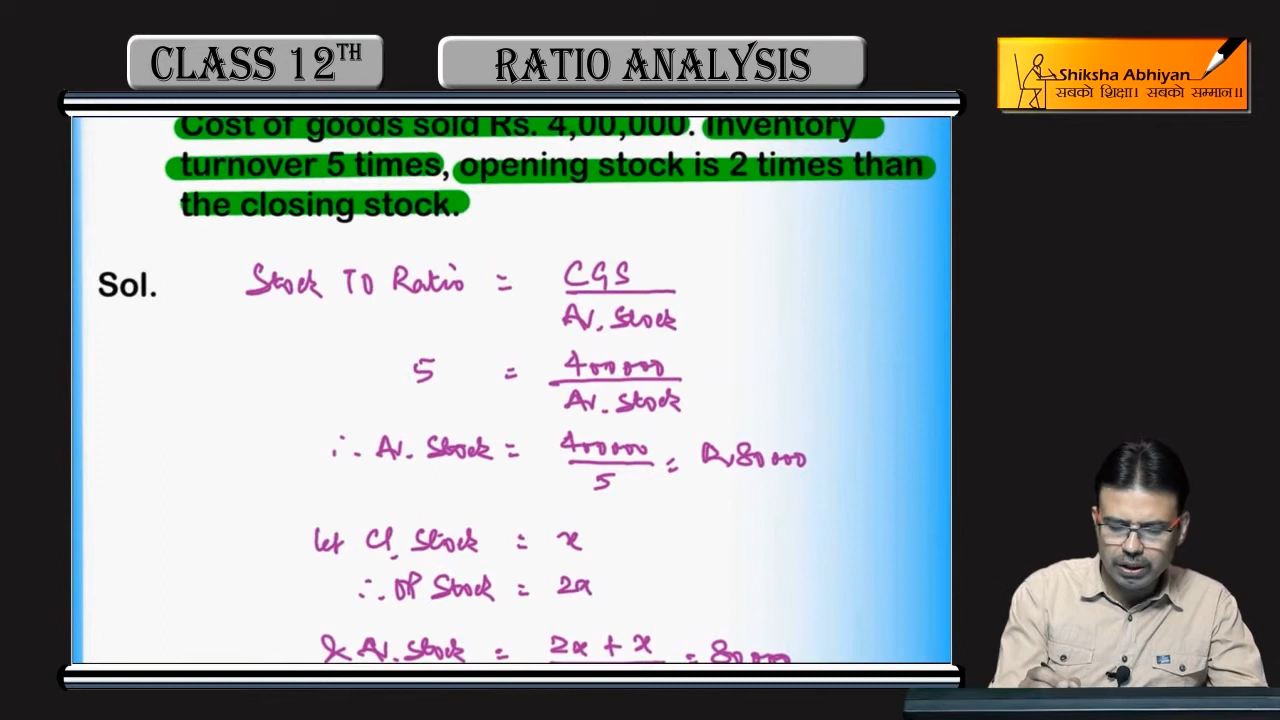 CLASS 12TH
RATIO ANALYSIS
Shiksha Abhiyan
सबको शिक्षा। सबको सम्मान।।
Cost of goods sold Rs. 4,00,000. Inventory
turnover 5 times, opening stock is 2 times than
the closing stock.
Sol.
Stock TO Ratio = CGS
Av. Stock
5 = 400000
Av. Stock
∴ Av. Stock = 400000 = Rs 80000
5
let Cl. Stock = x
∴ OP Stock = 2x
& Av. Stock = 2x + x = 80000